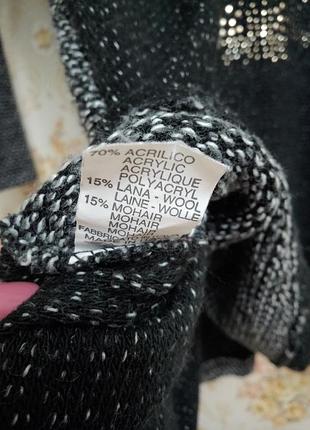 70% ACRILICO
ACRYLIC
ACRYLIQUE
POLYACRYL
15% LANA - WOOL
LAINE - WOLLE
15% MOHAIR
MOHAIR
MOHAIR
MOHAIR